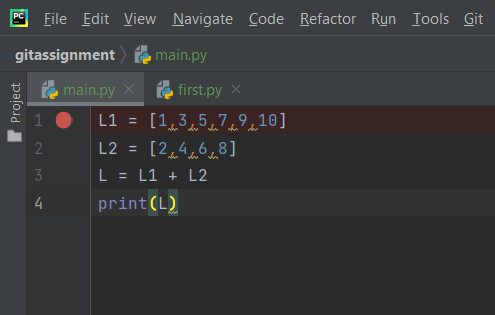 PC File Edit View Navigate Code Refactor Run Tools Git
gitassignment main.py
Project
main.py first.py
1 L1 = [1,3,5,7,9,10]
2 L2 = [2,4,6,8]
3 L = L1 + L2
4 print(L)